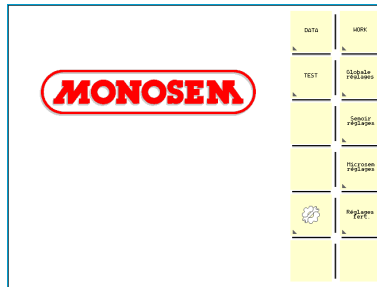 DATA
WORK
MONOSEM
TEST
Globale
réglages
Semoir
réglages
Microsem
réglages
Réglages
fert.